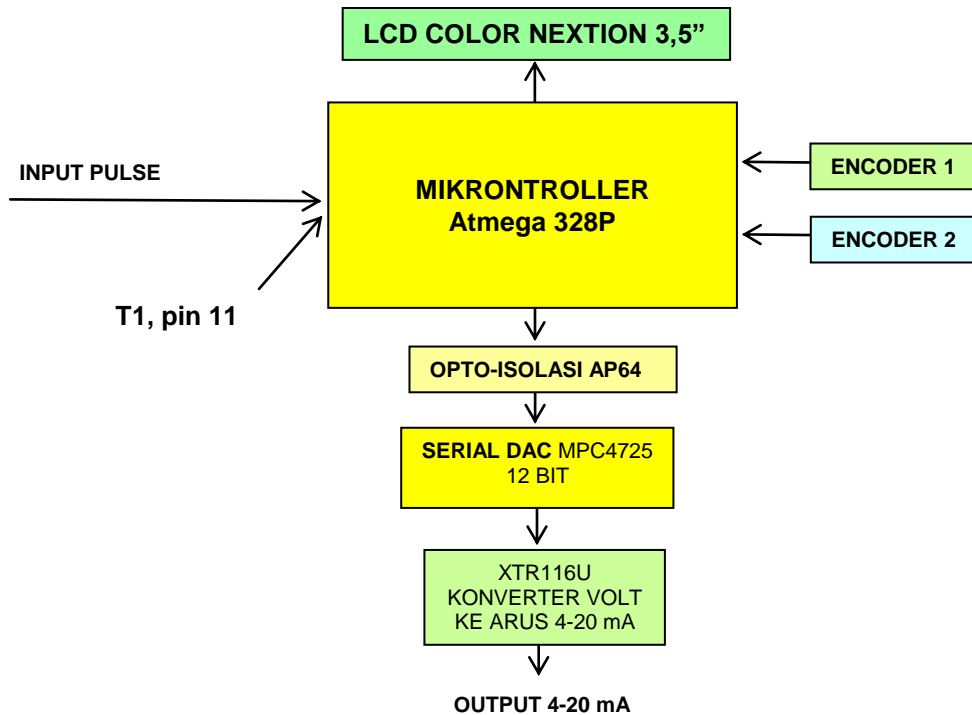 LCD COLOR NEXTION 3,5”
INPUT PULSE
MIKRONTROLLER
Atmega 328P
ENCODER 1
ENCODER 2
T1, pin 11
OPTO-ISOLASI AP64
SERIAL DAC MPC4725
12 BIT
XTR116U
KONVERTER VOLT
KE ARUS 4-20 mA
OUTPUT 4-20 mA